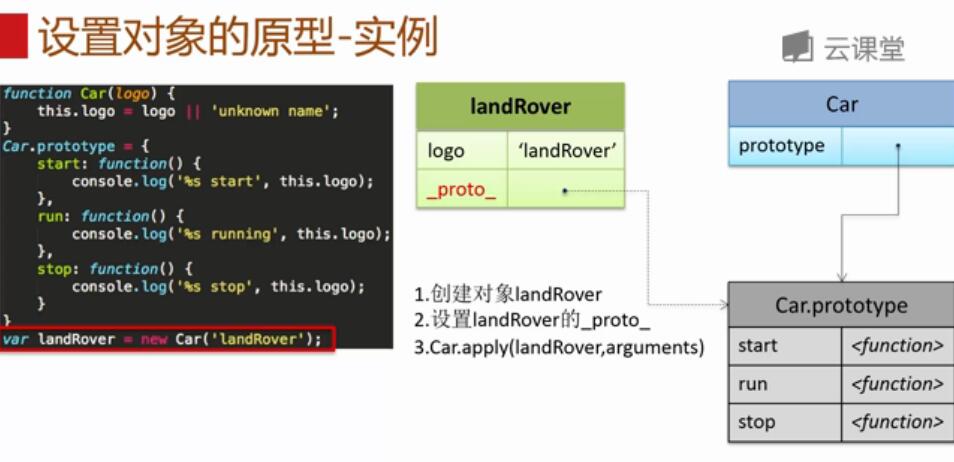 设置对象的原型-实例
云课堂
function Car(logo) {
this.logo = logo || 'unknown name';
}
Car.prototype = {
start: function() {
console.log('%s start', this.logo);
},
run: function() {
console.log('%s running', this.logo);
},
stop: function() {
console.log('%s stop', this.logo);
}
}
var landRover = new Car('landRover');
landRover
logo ‘landRover’
_proto_
1.创建对象landRover
2.设置landRover的_proto_
3.Car.apply(landRover,arguments)
Car
prototype
Car.prototype
start <function>
run <function>
stop <function>